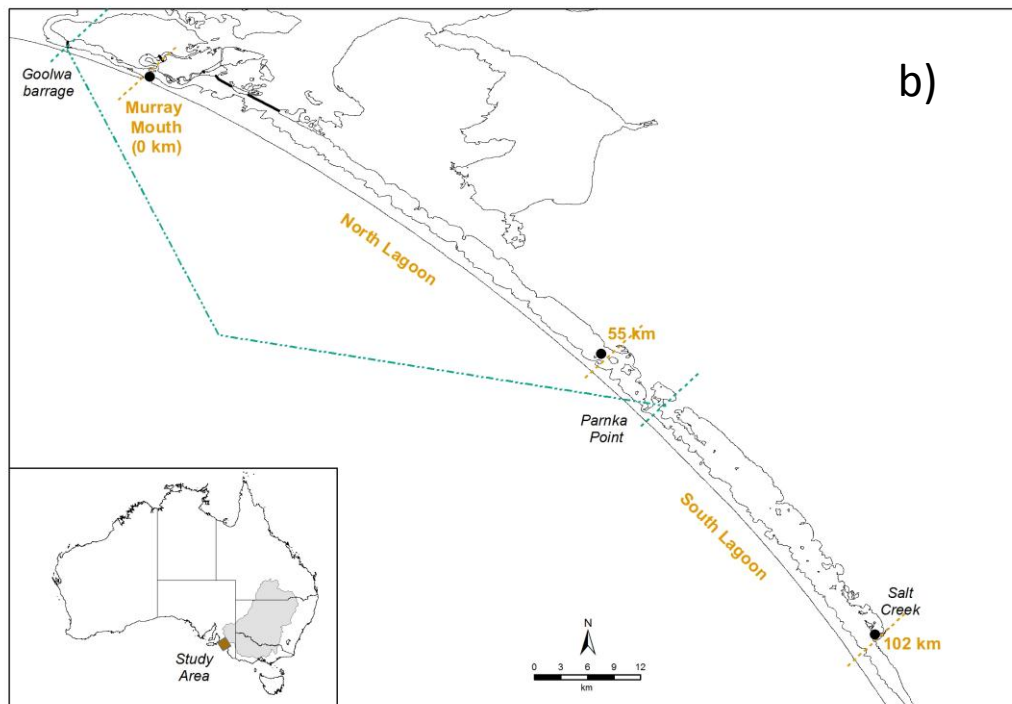 b)
Goolwa
barrage
Murray
Mouth
(0 km)
North Lagoon
55 km
Parnka
Point
South Lagoon
Salt
Creek
102 km
Study
Area
N
0 3 6 9 12
km